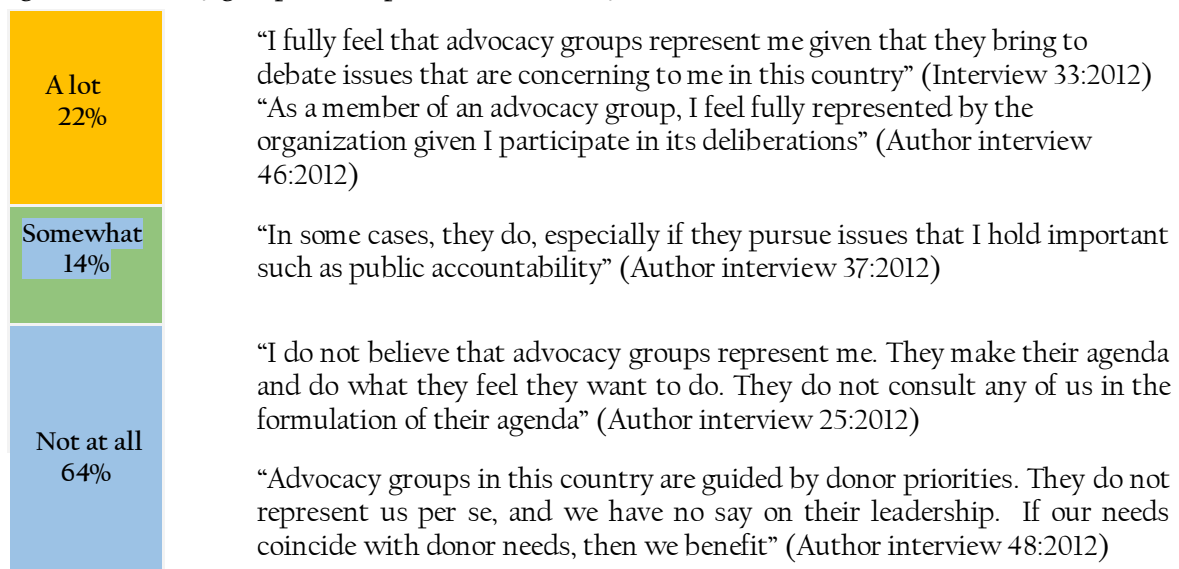 A lot
22%
“I fully feel that advocacy groups represent me given that they bring to
debate issues that are concerning to me in this country” (Interview 33:2012)
“As a member of an advocacy group, I feel fully represented by the
organization given I participate in its deliberations” (Author interview
46:2012)
Somewhat
14%
“In some cases, they do, especially if they pursue issues that I hold important
such as public accountability” (Author interview 37:2012)
Not at all
64%
“I do not believe that advocacy groups represent me. They make their agenda
and do what they feel they want to do. They do not consult any of us in the
formulation of their agenda” (Author interview 25:2012)
“Advocacy groups in this country are guided by donor priorities. They do not
represent us per se, and we have no say on their leadership. If our needs
coincide with donor needs, then we benefit” (Author interview 48:2012)